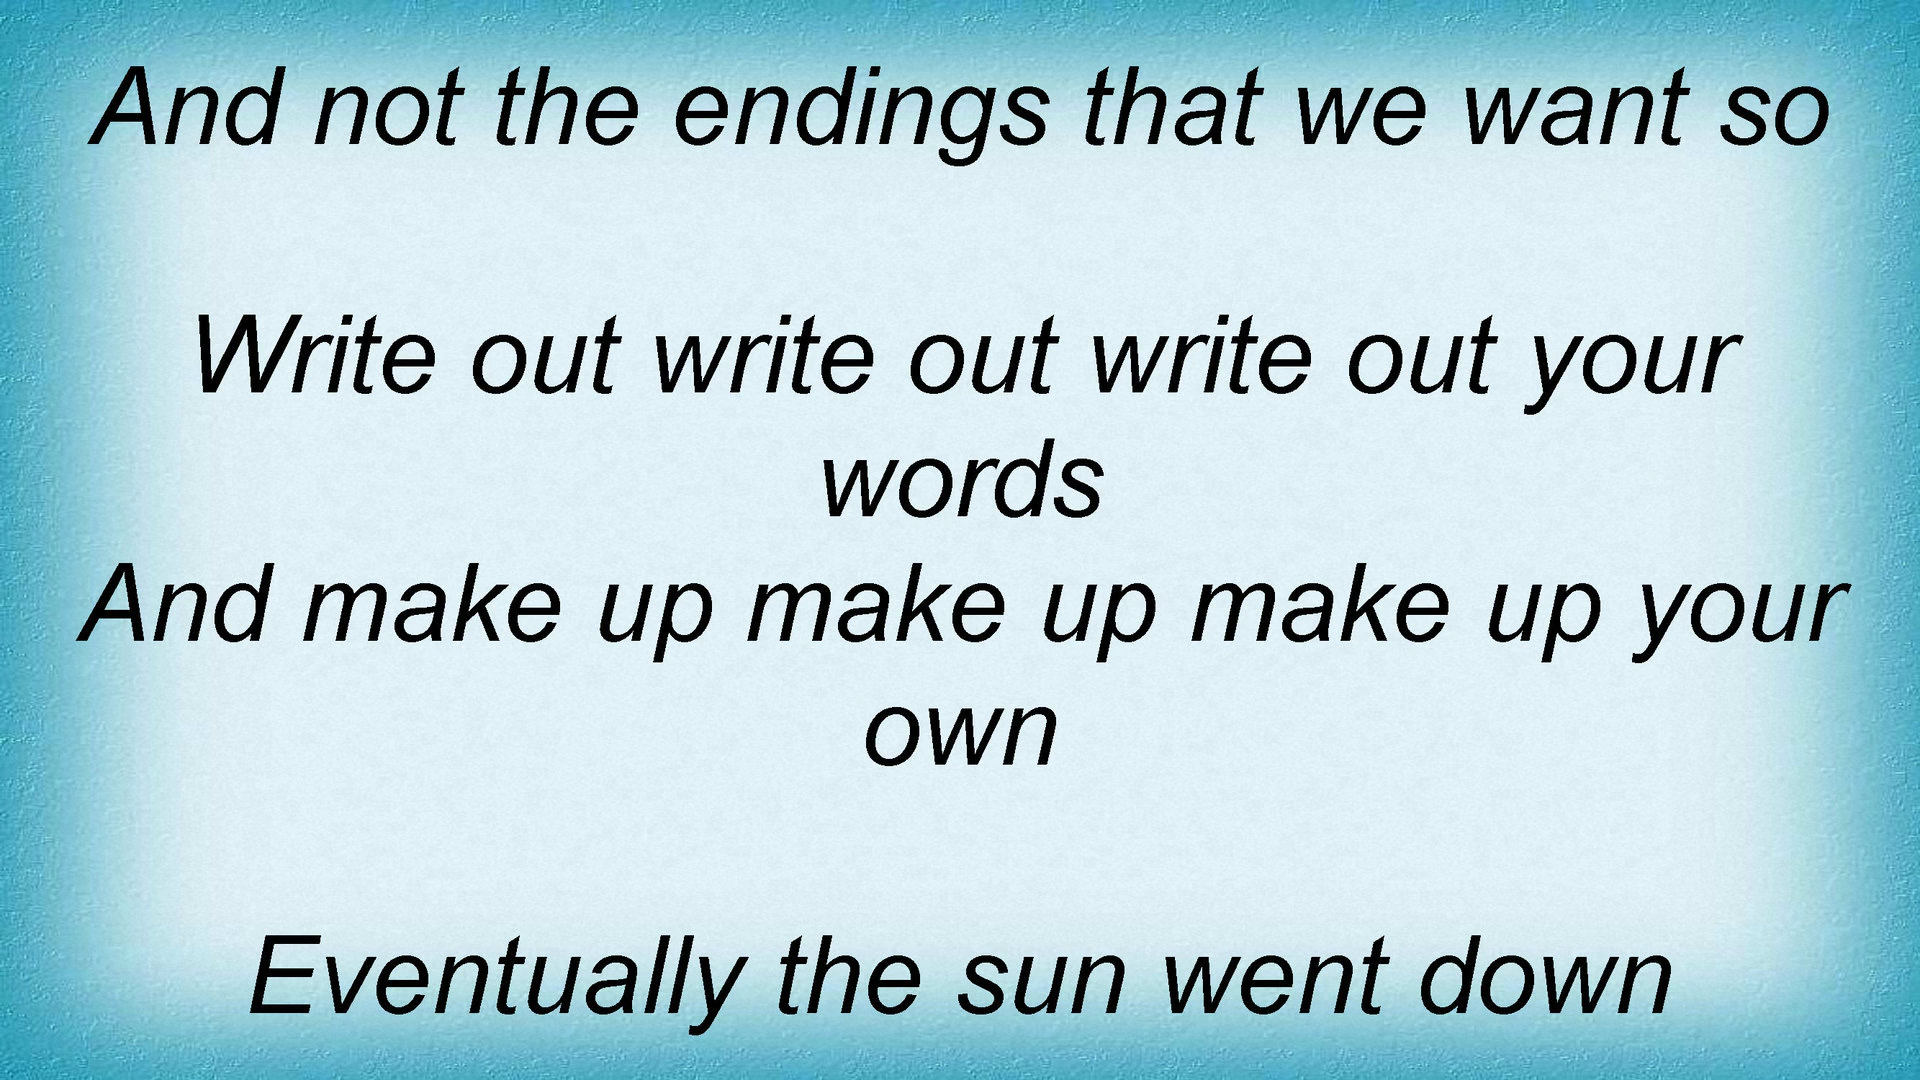 And not the endings that we want so
Write out write out write out your
words
And make up make up make up your
own
Eventually the sun went down